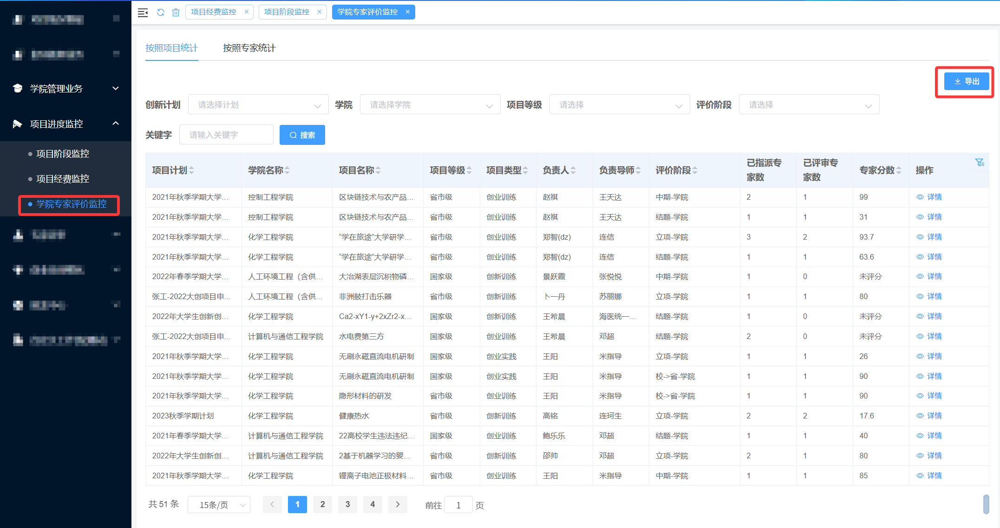 项目经费监控 ×
项目阶段监控 ×
学院专家评价监控 ×
学院管理业务
项目进度监控
项目阶段监控
项目经费监控
学院专家评价监控
按照项目统计 按照专家统计
导出
创新计划 请选择计划 学院 请选择学院 项目等级 请选择 评价阶段 请选择
关键字 请输入关键字 搜索
项目计划 学院名称 项目名称 项目等级 项目类型 负责人 负责导师 评价阶段 已指派专家数 已评审专家数 专家分数 操作
2021年秋季学期大学... 控制工程学院 区块链技术与农产品... 省市级 创业训练 赵祺 王天达 中期-学院 2 1 99 详情
2021年秋季学期大学... 控制工程学院 区块链技术与农产品... 省市级 创业训练 赵祺 王天达 结题-学院 1 1 31 详情
2021年秋季学期大学... 化学工程学院 “学在旅途”大学研学... 省市级 创业训练 郑智(dz) 连信 立项-学院 3 2 93.7 详情
2021年秋季学期大学... 化学工程学院 “学在旅途”大学研学... 省市级 创业训练 郑智(dz) 连信 结题-学院 1 1 63.6 详情
2022年春季学期大学... 人工环境工程（含供... 大冶湖表层沉积物磷... 国家级 创新训练 景跃霞 张悦悦 中期-学院 1 0 未评分 详情
张工-2022大创项目申... 人工环境工程（含供... 非洲鼓打击乐器 省市级 创新训练 卜一丹 苏丽娜 立项-学院 1 1 80 详情
2022年大学生创新创... 化学工程学院 Ca2-xY1-y+2xZr2-x... 国家级 创新训练 王希晨 海医统一... 结题-学院 1 0 未评分 详情
张工-2022大创项目申... 计算机与通信工程学院 水电费第三方 国家级 创业训练 王希晨 邓超 结题-学院 2 0 未评分 详情
2021年秋季学期大学... 化学工程学院 无刷永磁直流电机研制 国家级 创业实践 王阳 米指导 立项-学院 1 1 26 详情
2021年秋季学期大学... 化学工程学院 无刷永磁直流电机研制 国家级 创业实践 王阳 米指导 校->省-学院 1 1 90 详情
2021年秋季学期大学... 化学工程学院 隐形材料的研发 省市级 创业训练 王阳 米指导 校->省-学院 1 1 90 详情
2023秋季学期计划 化学工程学院 健康热水 省市级 创新训练 高铭 连珂生 立项-学院 2 2 17.6 详情
2021年春季学期大学... 计算机与通信工程学院 22高校学生违法违纪... 国家级 创业训练 鲍乐乐 邓超 结题-学院 1 1 40 详情
2022年大学生创新创... 计算机与通信工程学院 2基于机器学习的婴... 省市级 创新训练 邵帅 邓超 立项-学院 2 1 80 详情
2021年秋季学期大学... 化学工程学院 锂离子电池正极材料... 省市级 创业训练 王阳 米指导 中期-学院 1 1 85 详情
共 51 条 15条/页 < 1 2 3 4 > 前往 1 页